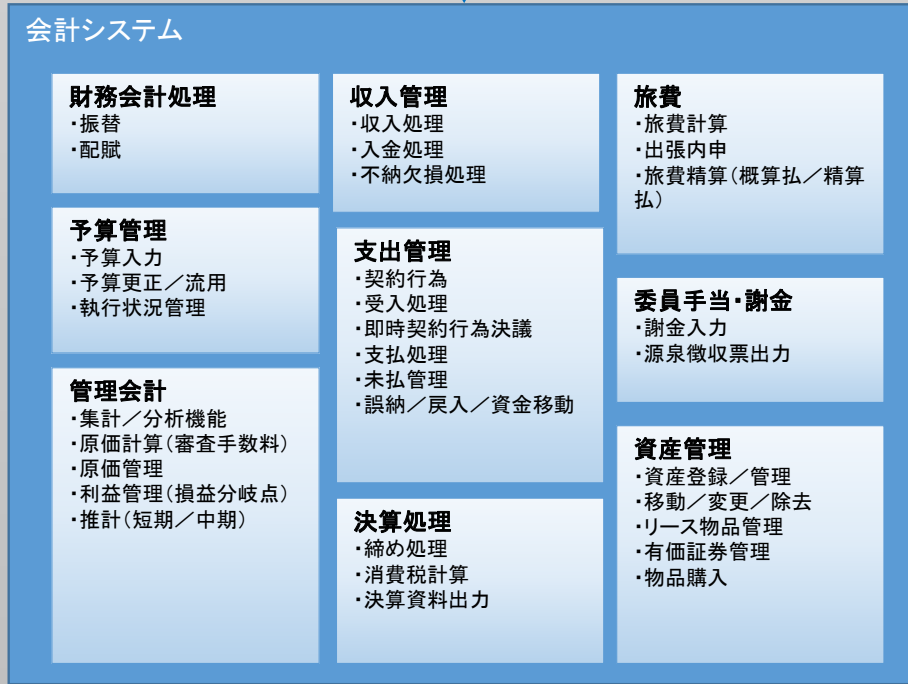 会計システム
財務会計処理
・振替
・配賦
予算管理
・予算入力
・予算更正／流用
・執行状況管理
管理会計
・集計／分析機能
・原価計算（審査手数料）
・原価管理
・利益管理（損益分岐点）
・推計（短期／中期）
収入管理
・収入処理
・入金処理
・不納欠損処理
支出管理
・契約行為
・受入処理
・即時契約行為決議
・支払処理
・未払管理
・誤納／戻入／資金移動
決算処理
・締め処理
・消費税計算
・決算資料出力
旅費
・旅費計算
・出張内申
・旅費精算（概算払／精算
払）
委員手当・謝金
・謝金入力
・源泉徴収票出力
資産管理
・資産登録／管理
・移動／変更／除去
・リース物品管理
・有価証券管理
・物品購入